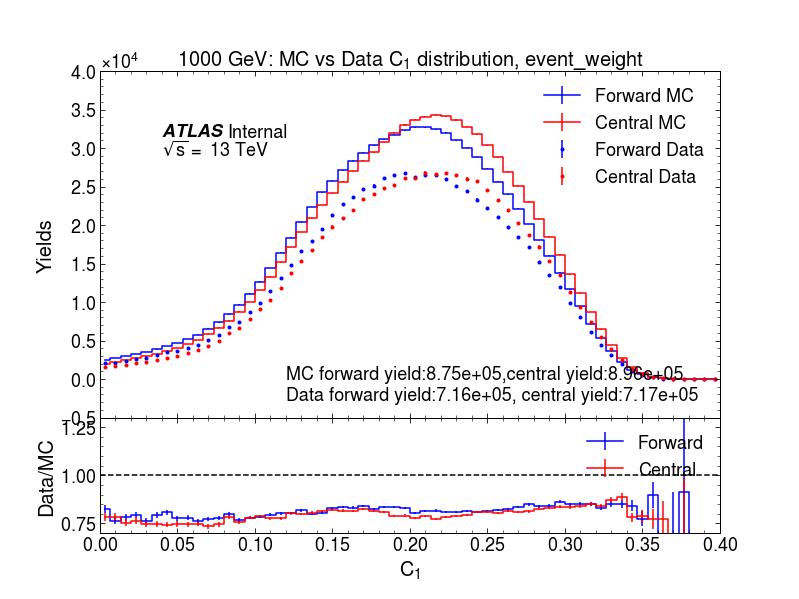 ×10⁴
1000 GeV: MC vs Data C₁ distribution, event_weight
4.0
3.5
3.0
2.5
2.0
1.5
1.0
0.5
0.0
0.5
Yields
ATLAS Internal
√s = 13 TeV
Forward MC
Central MC
Forward Data
Central Data
MC forward yield:8.75e+05,central yield:8.96e+05
Data forward yield:7.16e+05, central yield:7.17e+05
1.25
1.00
0.75
Data/MC
Forward
Central
0.00 0.05 0.10 0.15 0.20 0.25 0.30 0.35 0.40
C₁